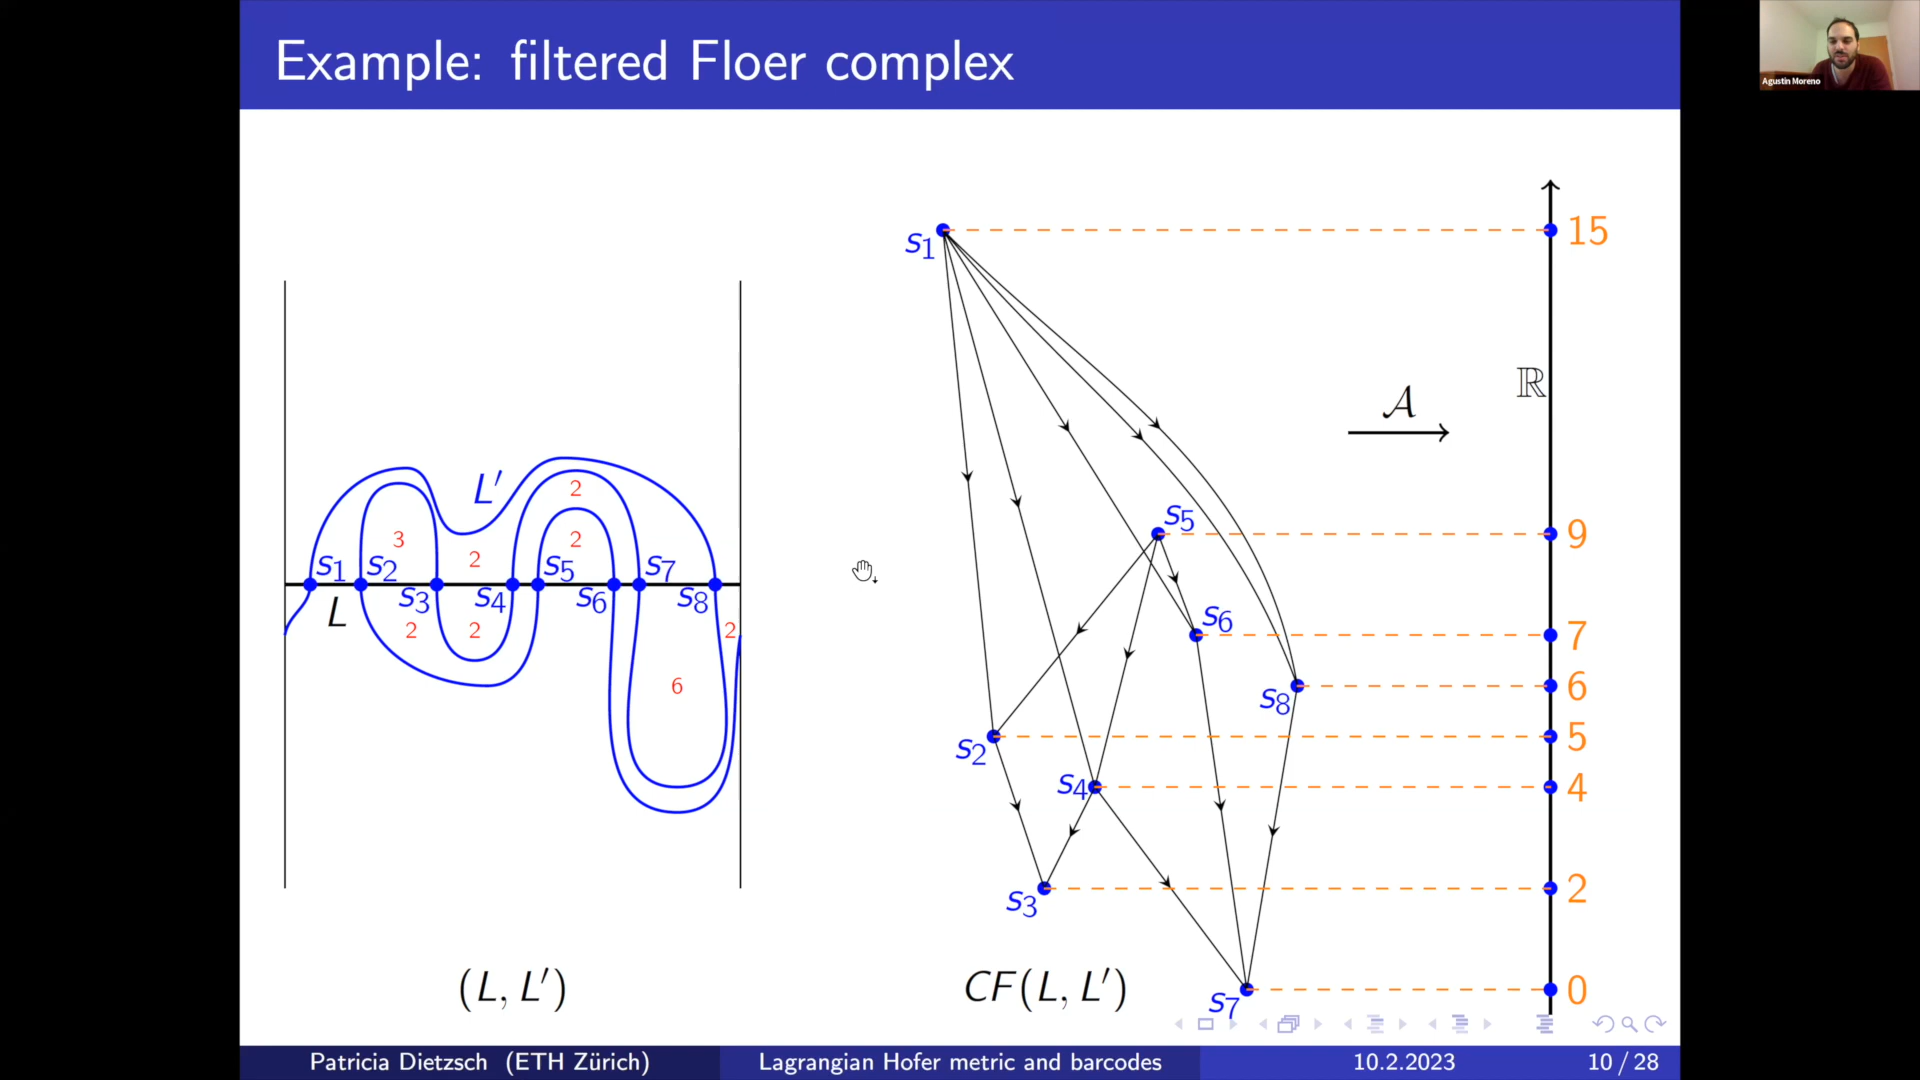 Example: filtered Floer complex
Agustin Moreno
L′
2
3
2
2
s1 s2 s3 s4 s5 s6 s7 s8
L
2
2
2
6
(L, L′)
s1
s5
s6
s8
s2
s4
s3
s7
CF(L, L′)
𝒜
ℝ
15
9
7
6
5
4
2
0
Patricia Dietzsch (ETH Zürich)
Lagrangian Hofer metric and barcodes
10.2.2023
10 / 28